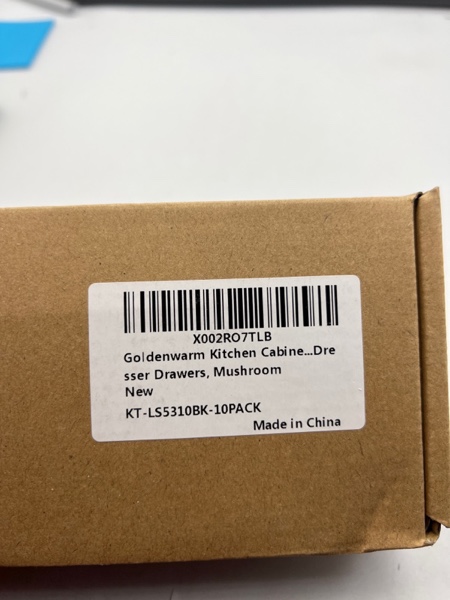 X002RO7TLB
Goldenwarm Kitchen Cabine...Dre
sser Drawers, Mushroom
New
KT-LS5310BK-10PACK
Made in China